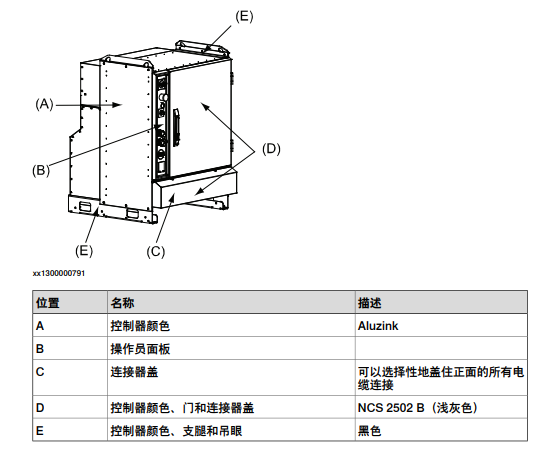 (E)
(A)
(D)
(B)
(E)
(C)
xx1300000791
位置 名称 描述
A 控制器颜色 Aluzink
B 操作员面板
C 连接器盖 可以选择性地盖住正面的所有电
缆连接
D 控制器颜色、门和连接器盖 NCS 2502 B（浅灰色）
E 控制器颜色、支腿和吊眼 黑色